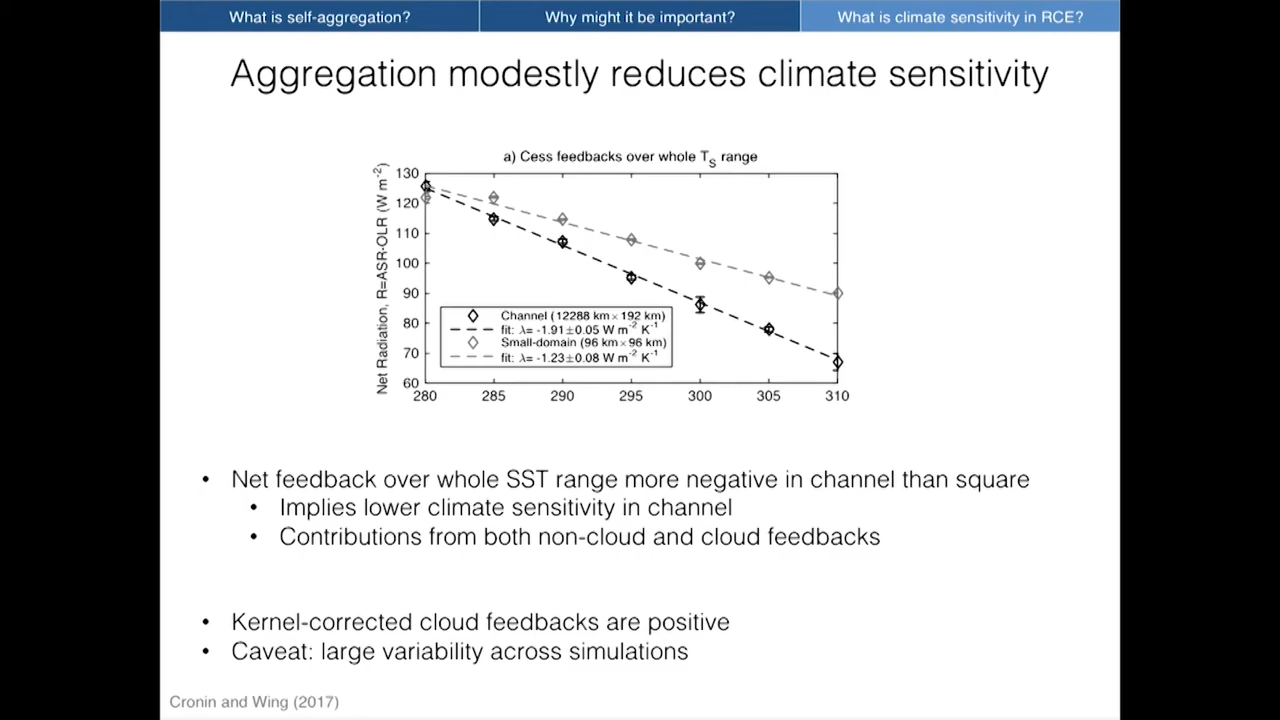 What is self-aggregation?
Why might it be important?
What is climate sensitivity in RCE?
Aggregation modestly reduces climate sensitivity
a) Cess feedbacks over whole T_S range
Net Radiation, R=ASR-OLR (W m⁻²)
130
120
110
100
90
80
70
60
Channel (12288 km×192 km)
fit: λ= -1.91±0.05 W m⁻² K⁻¹
Small-domain (96 km×96 km)
fit: λ= -1.23±0.08 W m⁻² K⁻¹
280 285 290 295 300 305 310
• Net feedback over whole SST range more negative in channel than square
• Implies lower climate sensitivity in channel
• Contributions from both non-cloud and cloud feedbacks
• Kernel-corrected cloud feedbacks are positive
• Caveat: large variability across simulations
Cronin and Wing (2017)